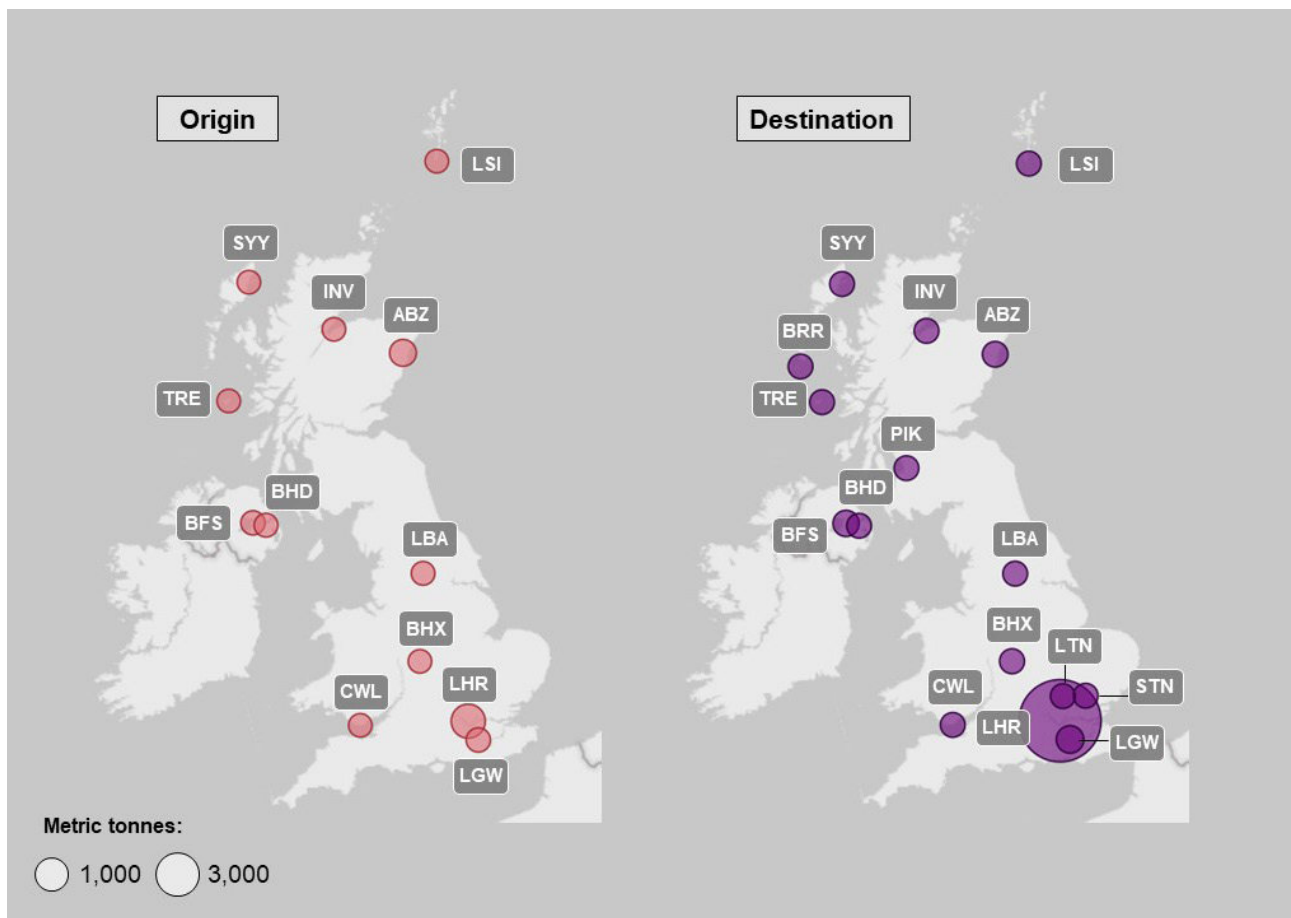 Origin
LSI
SYY
INV
ABZ
TRE
BHD
BFS
LBA
BHX
CWL
LHR
LGW
Destination
LSI
SYY
INV
ABZ
BRR
TRE
PIK
BHD
BFS
LBA
BHX
LTN
CWL
STN
LHR
LGW
Metric tonnes:
1,000 3,000